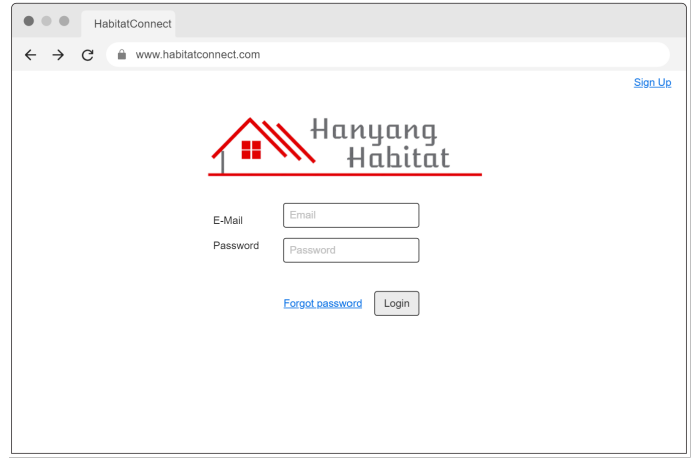 HabitatConnect
www.habitatconnect.com
Sign Up
Hanyang
Habitat
E-Mail
Email
Password
Password
Forgot password
Login